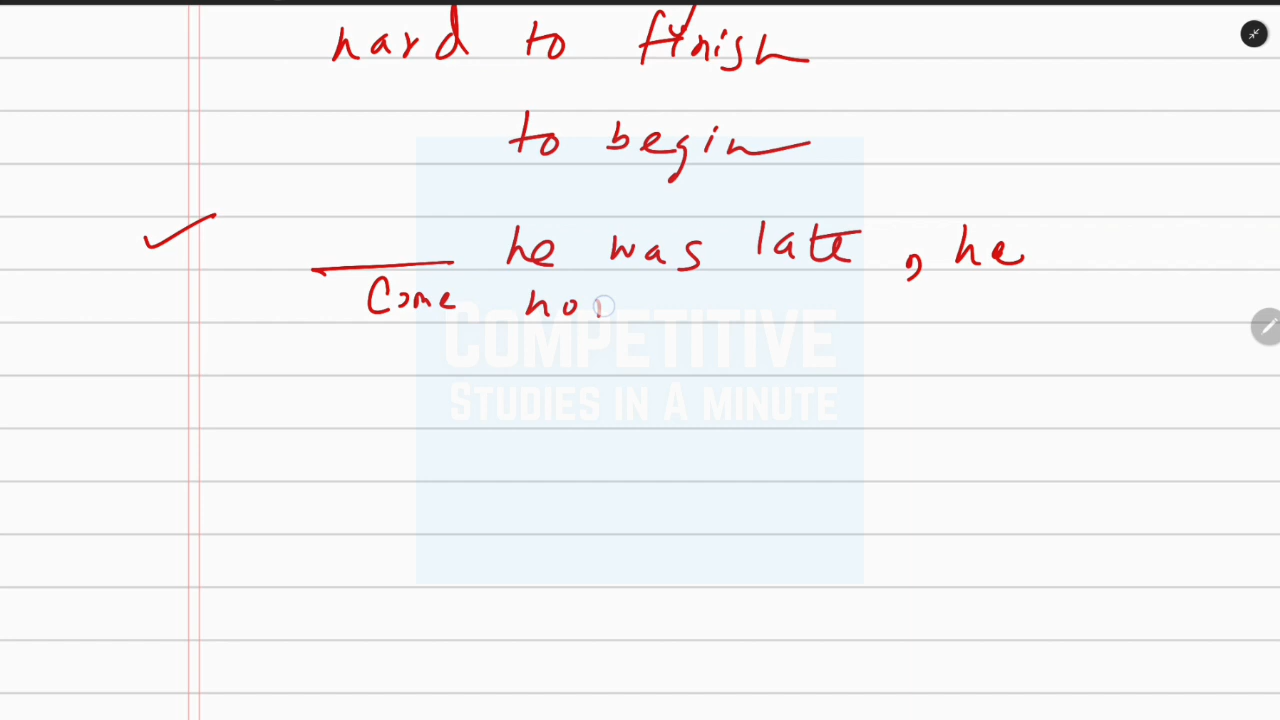 hard to finish
to begin
he was late, he
Come
COMPETITIVE
STUDIES IN A MINUTE